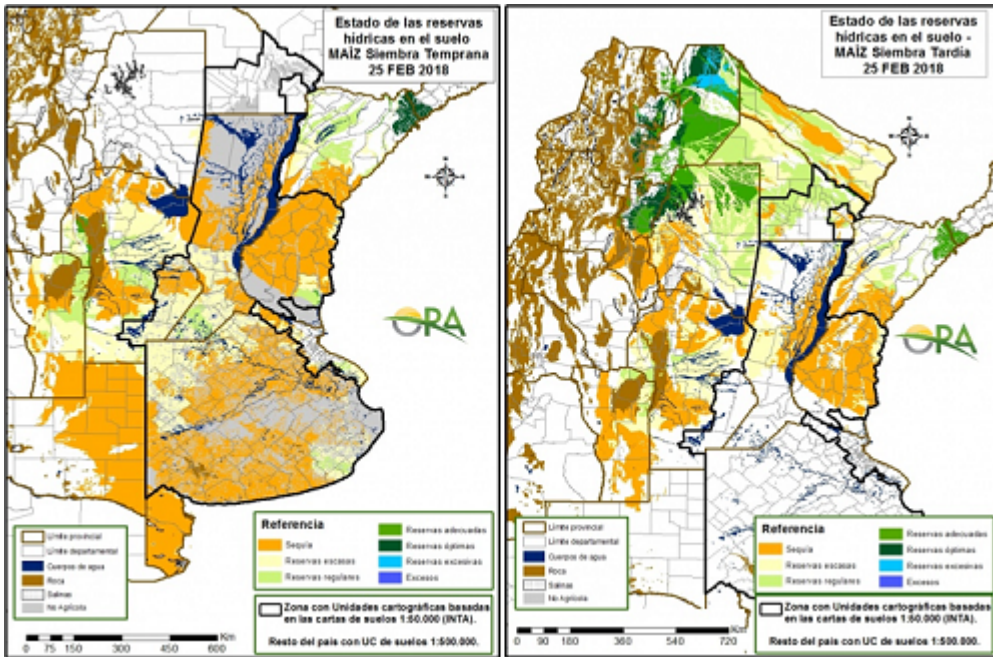 Estado de las reservas
hídricas en el suelo
MAÍZ Siembra Temprana
25 FEB 2018
ORA
Límite provincial
Límite departamental
Cuerpos de agua
Roca
Salinas
No Agrícola
Referencia
Sequía
Reservas escasas
Reservas regulares
Reservas adecuadas
Reservas óptimas
Reservas excesivas
Excesos
Zona con Unidades cartográficas basadas
en las cartas de suelos 1:50.000 (INTA).
Resto del país con UC de suelos 1:500.000.
0 75 150 300 450 600 Km
Estado de las reservas
hídricas en el suelo -
MAÍZ Siembra Tardía
25 FEB 2018
ORA
Límite provincial
Límite departamental
Cuerpos de agua
Roca
Salinas
No Agrícola
Referencia
Sequía
Reservas escasas
Reservas regulares
Reservas adecuadas
Reservas óptimas
Reservas excesivas
Excesos
Zona con Unidades cartográficas basadas
en las cartas de suelos 1:50.000 (INTA).
Resto del país con UC de suelos 1:500.000.
0 90 180 360 540 720 Km